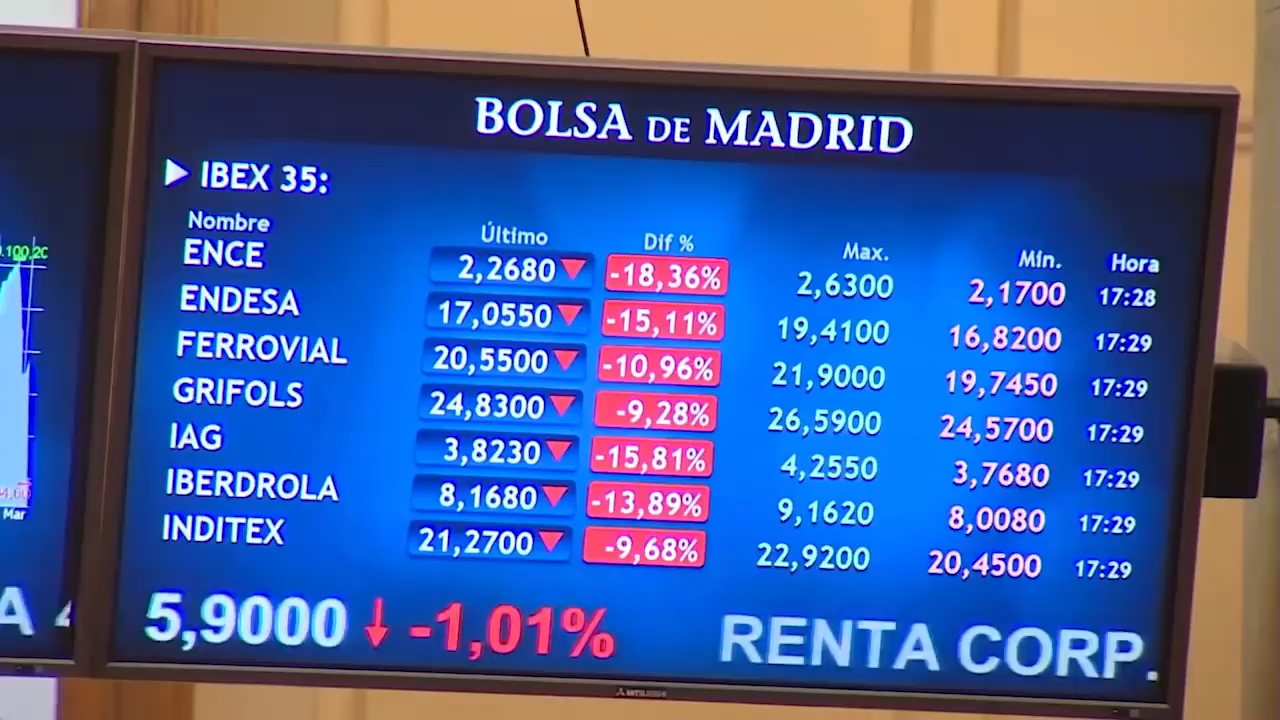 BOLSA DE MADRID
IBEX 35:
Nombre Último Dif % Max. Min. Hora
ENCE 2,2680 -18,36% 2,6300 2,1700 17:28
ENDESA 17,0550 -15,11% 19,4100 16,8200 17:29
FERROVIAL 20,5500 -10,96% 21,9000 19,7450 17:29
GRIFOLS 24,8300 -9,28% 26,5900 24,5700 17:29
IAG 3,8230 -15,81% 4,2550 3,7680 17:29
IBERDROLA 8,1680 -13,89% 9,1620 8,0080 17:29
INDITEX 21,2700 -9,68% 22,9200 20,4500 17:29
5,9000 -1,01% RENTA CORP.
MITSUBISHI
.100,20
Mar
A